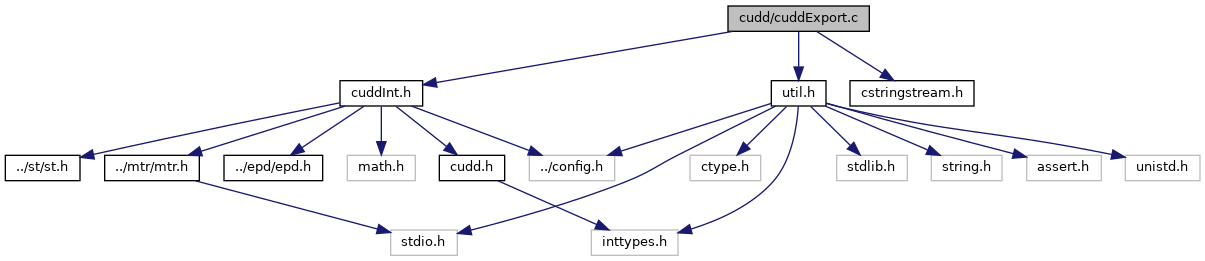 cudd/cuddExport.c
cuddInt.h
util.h
cstringstream.h
../st/st.h
../mtr/mtr.h
../epd/epd.h
math.h
cudd.h
../config.h
ctype.h
stdlib.h
string.h
assert.h
unistd.h
stdio.h
inttypes.h